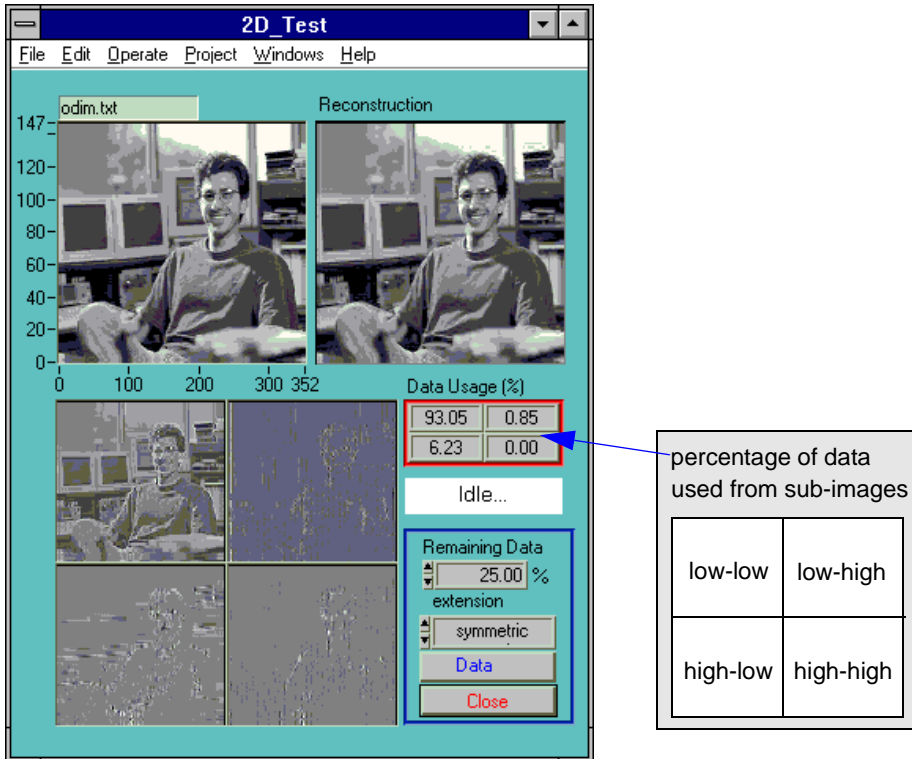 2D_Test
File Edit Operate Project Windows Help
odim.txt
Reconstruction
147
120
100
80
60
40
20
0
0 100 200 300 352
Data Usage (%)
93.05 0.85
6.23 0.00
Idle...
Remaining Data
25.00 %
extension
symmetric
Data
Close
percentage of data
used from sub-images
low-low low-high
high-low high-high